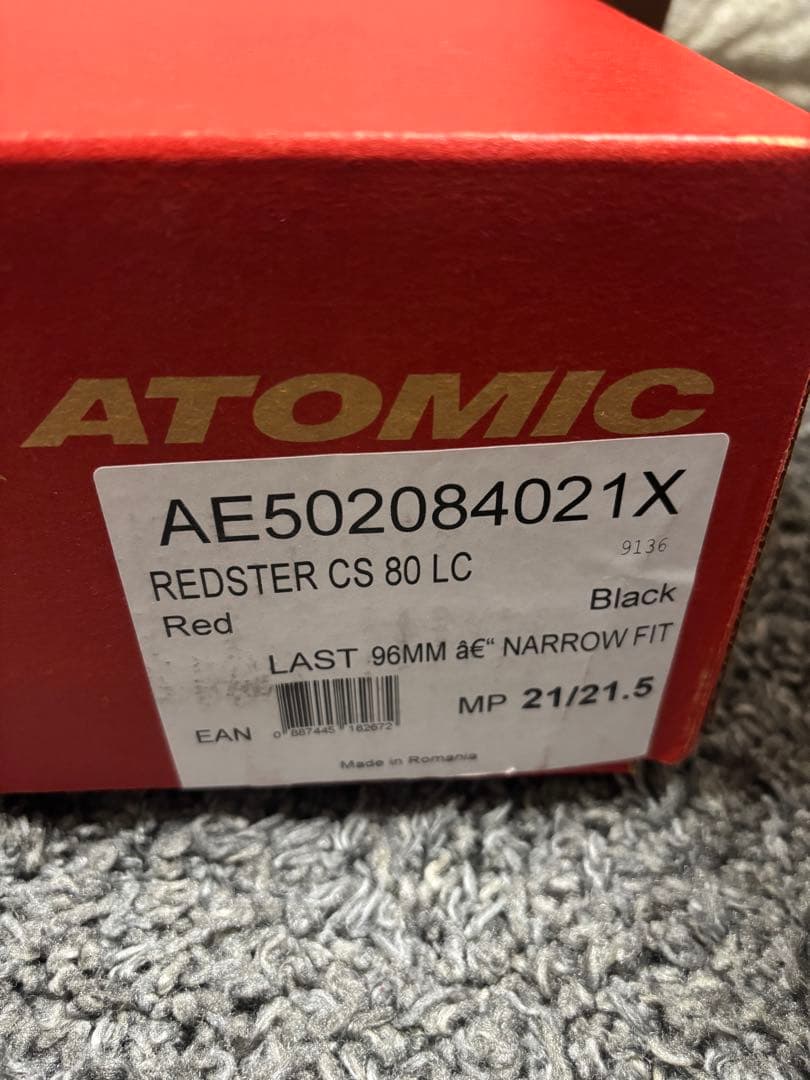 ATOMIC
AE502084021X
9136
REDSTER CS 80 LC
Red
Black
LAST 96MM â€“ NARROW FIT
MP 21/21.5
EAN
0 887445 182672
Made in Romania